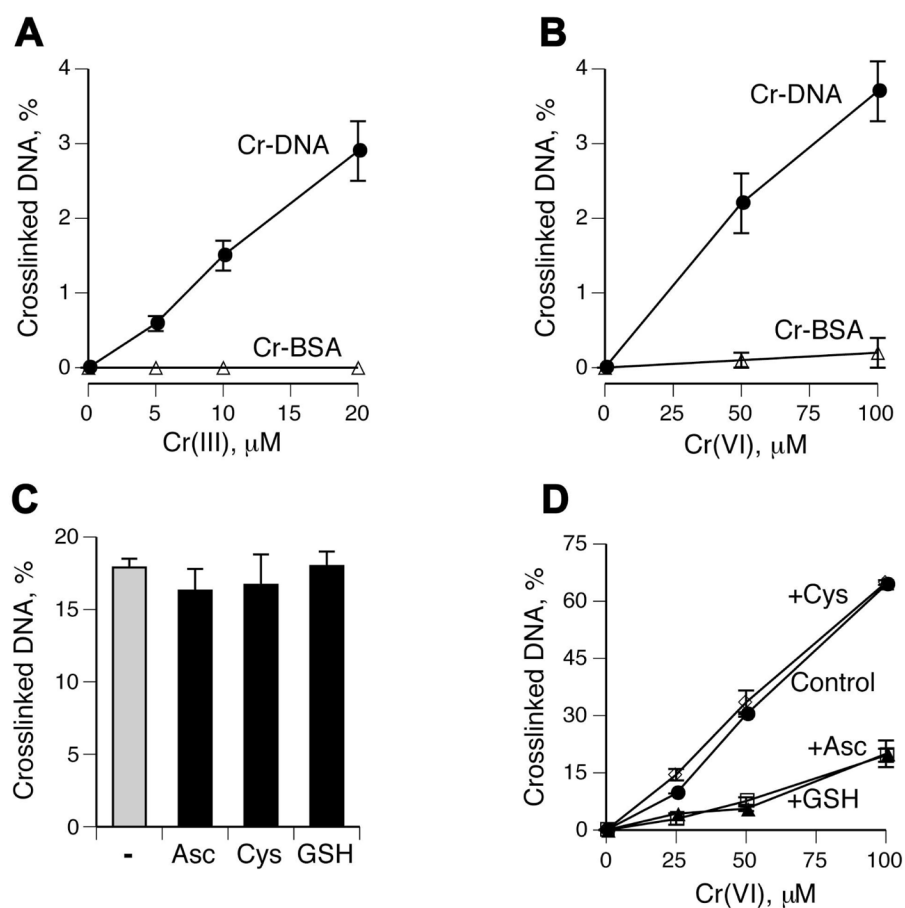 A
Crosslinked DNA, %
4
3
2
1
0
Cr-DNA
Cr-BSA
0 5 10 15 20
Cr(III), μM
B
Crosslinked DNA, %
4
3
2
1
0
Cr-DNA
Cr-BSA
0 25 50 75 100
Cr(VI), μM
C
Crosslinked DNA, %
20
15
10
5
0
- Asc Cys GSH
D
Crosslinked DNA, %
75
60
45
30
15
0
+Cys
Control
+Asc
+GSH
0 25 50 75 100
Cr(VI), μM